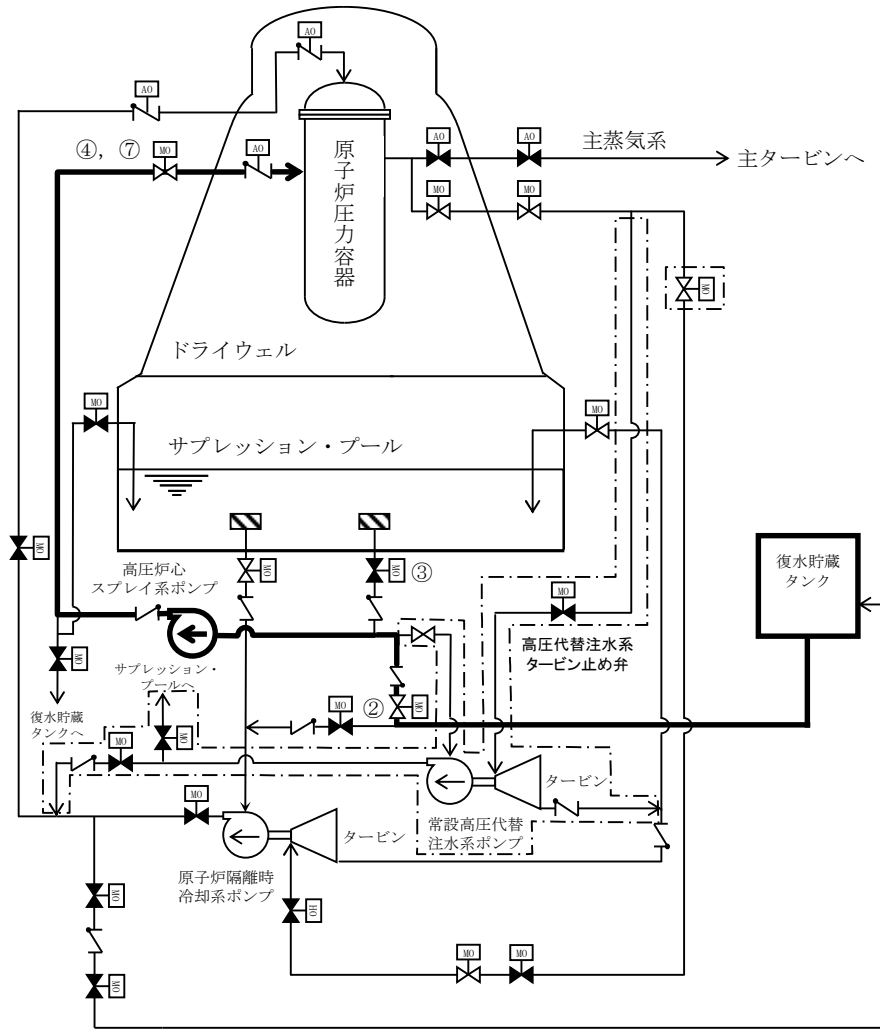 AO
AO
④，⑦
MO
AO
原子炉圧力容器
AO
AO
主蒸気系
主タービンへ
MO
MO
MO
ドライウェル
MO
MO
サプレッション・プール
MO
高圧炉心
スプレイ系ポンプ
MO
MO
③
復水貯蔵
タンク
MO
高圧代替注水系
タービン止め弁
MO
サプレッション・
プールへ
復水貯蔵
タンクへ
MO
MO
MO
②
MO
MO
タービン
常設高圧代替
注水系ポンプ
タービン
原子炉隔離時
冷却系ポンプ
MO
HO
MO
MO
MO